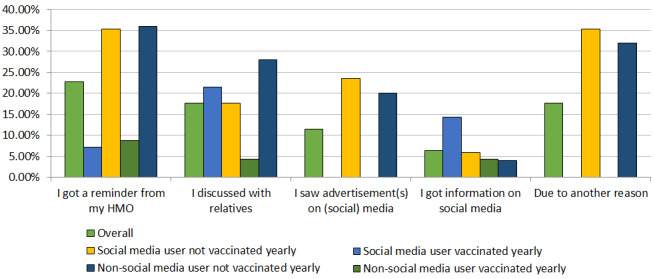 40.00%
35.00%
30.00%
25.00%
20.00%
15.00%
10.00%
5.00%
0.00%
I got a reminder from
my HMO
I discussed with
relatives
I saw advertisement(s)
on (social) media
I got information on
social media
Due to another reason
Overall
Social media user not vaccinated yearly
Social media user vaccinated yearly
Non-social media user not vaccinated yearly
Non-social media user vaccinated yearly